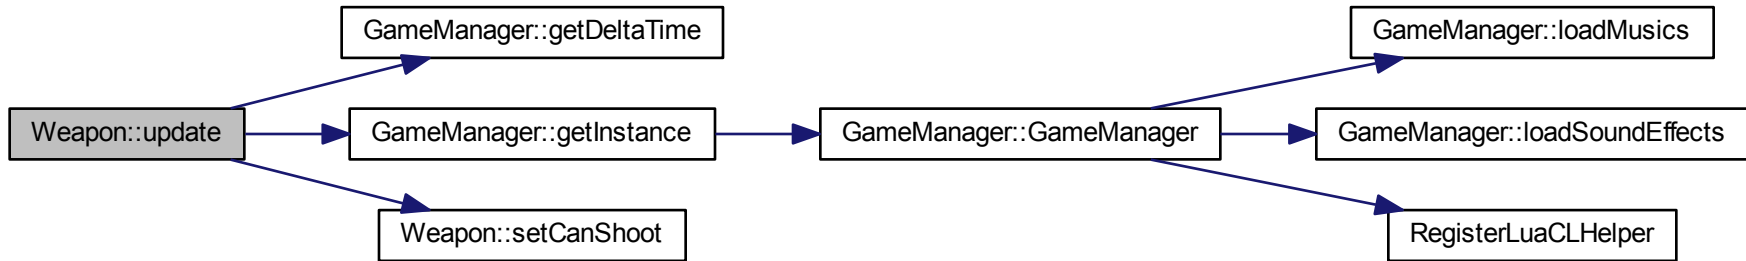 GameManager::getDeltaTime
GameManager::loadMusics
Weapon::update
GameManager::getInstance
GameManager::GameManager
GameManager::loadSoundEffects
Weapon::setCanShoot
RegisterLuaCLHelper